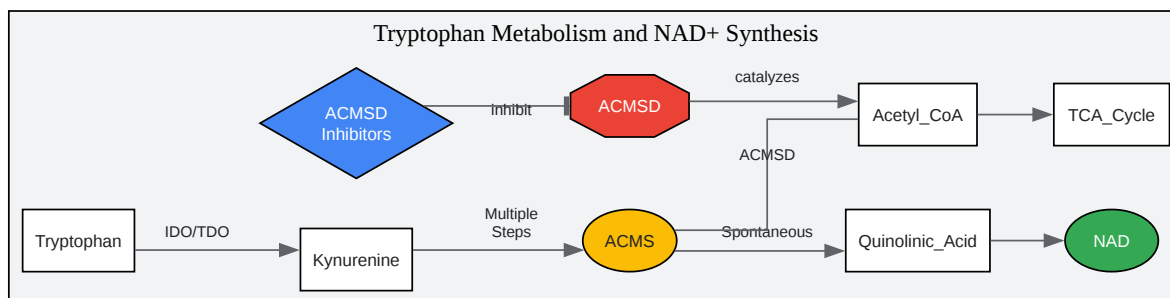 Tryptophan Metabolism and NAD+ Synthesis
ACMSD
Inhibitors
inhibit
ACMSD
catalyzes
Acetyl_CoA
TCA_Cycle
ACMSD
Tryptophan
IDO/TDO
Kynurenine
Multiple
Steps
ACMS
Spontaneous
Quinolinic_Acid
NAD